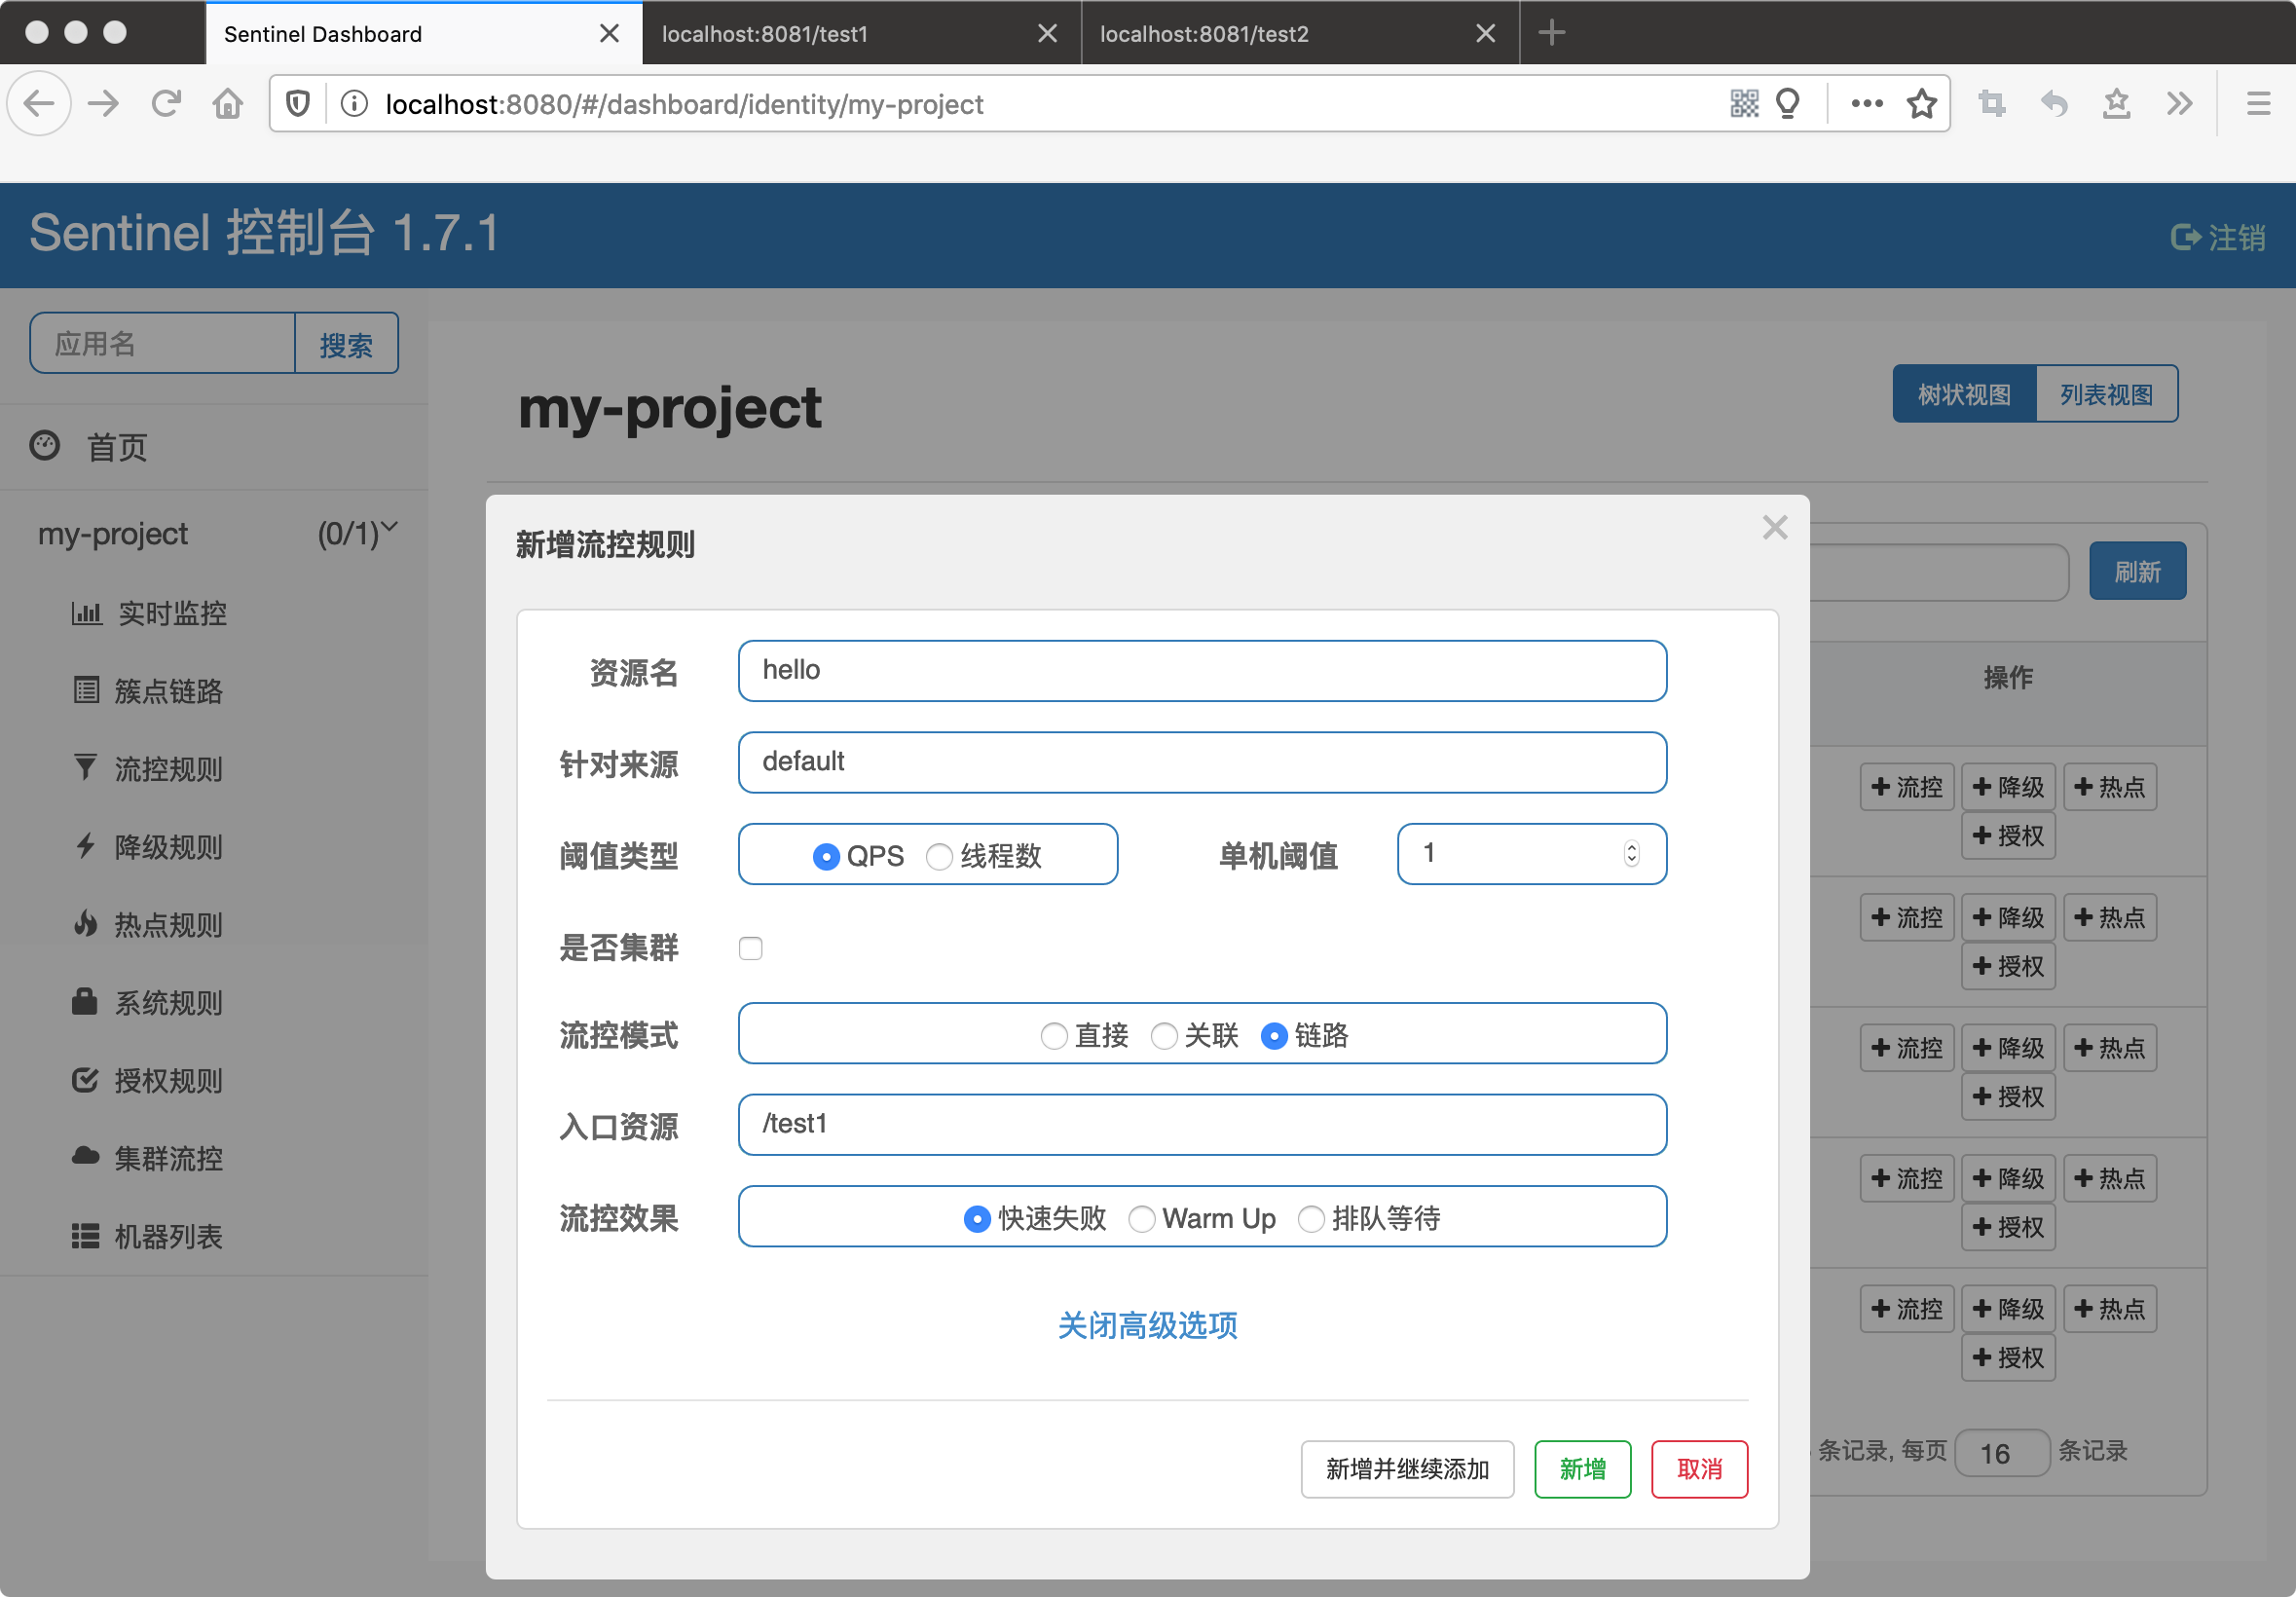 Sentinel Dashboard
localhost:8081/test1
localhost:8081/test2
localhost:8080/#/dashboard/identity/my-project
Sentinel 控制台 1.7.1
注销
应用名
搜索
首页
my-project
(0/1)
实时监控
簇点链路
流控规则
降级规则
热点规则
系统规则
授权规则
集群流控
机器列表
my-project
树状视图
列表视图
刷新
操作
流控
降级
热点
授权
流控
降级
热点
授权
流控
降级
热点
授权
流控
降级
热点
授权
流控
降级
热点
授权
条记录, 每页
16
条记录
新增流控规则
资源名
hello
针对来源
default
阈值类型
QPS
线程数
单机阈值
1
是否集群
流控模式
直接
关联
链路
入口资源
/test1
流控效果
快速失败
Warm Up
排队等待
关闭高级选项
新增并继续添加
新增
取消